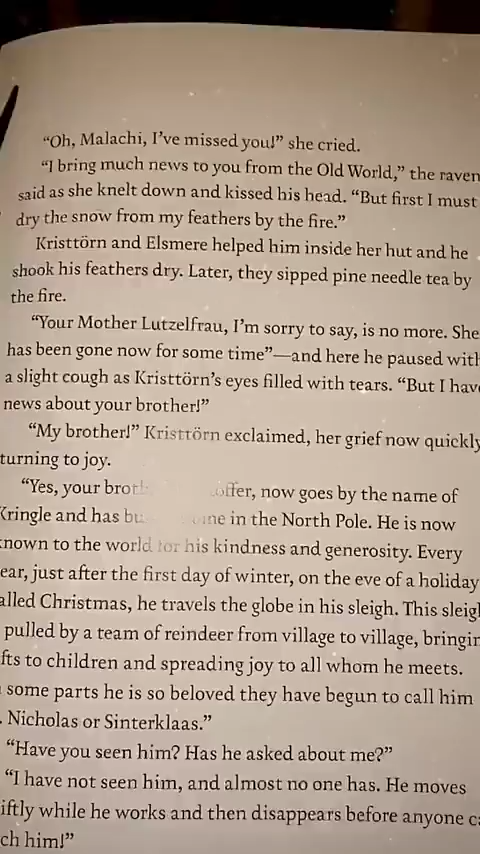 “Oh, Malachi, I’ve missed you!” she cried.
“I bring much news to you from the Old World,” the raven
said as she knelt down and kissed his head. “But first I must
dry the snow from my feathers by the fire.”
Kristtörn and Elsmere helped him inside her hut and he
shook his feathers dry. Later, they sipped pine needle tea by
the fire.
“Your Mother Lutzelfrau, I’m sorry to say, is no more. She
has been gone now for some time”—and here he paused with
a slight cough as Kristtörn’s eyes filled with tears. “But I have
news about your brother!”
“My brother!” Kristtörn exclaimed, her grief now quickly
turning to joy.
“Yes, your now goes by the name of
Kringle and has in the North Pole. He is now
known to the world for his kindness and generosity. Every
ear, just after the first day of winter, on the eve of a holiday
alled Christmas, he travels the globe in his sleigh. This sleigh
pulled by a team of reindeer from village to village, bringin
fts to children and spreading joy to all whom he meets.
some parts he is so beloved they have begun to call him
. Nicholas or Sinterklaas.”
“Have you seen him? Has he asked about me?”
“I have not seen him, and almost no one has. He moves
iftly while he works and then disappears before anyone c
ch him!”